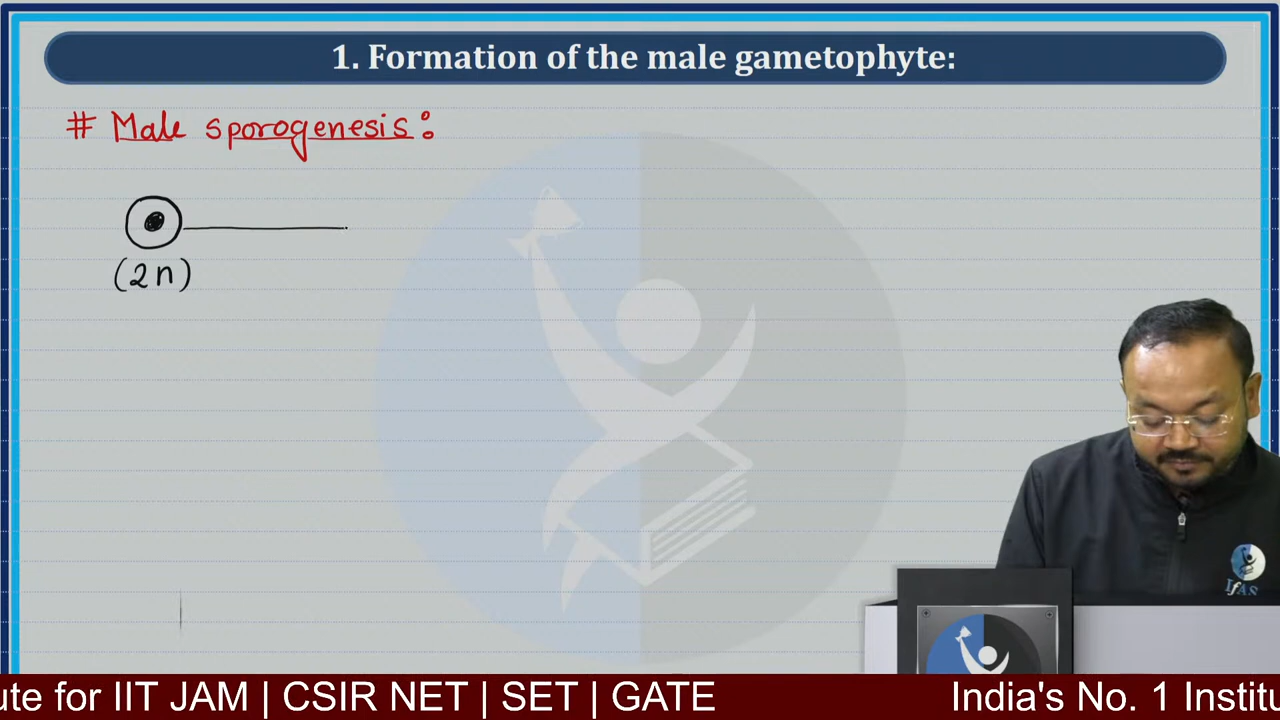 1. Formation of the male gametophyte:
# Male sporogenesis:
(2n)
IFAS
ute for IIT JAM | CSIR NET | SET | GATE India's No. 1 Institu